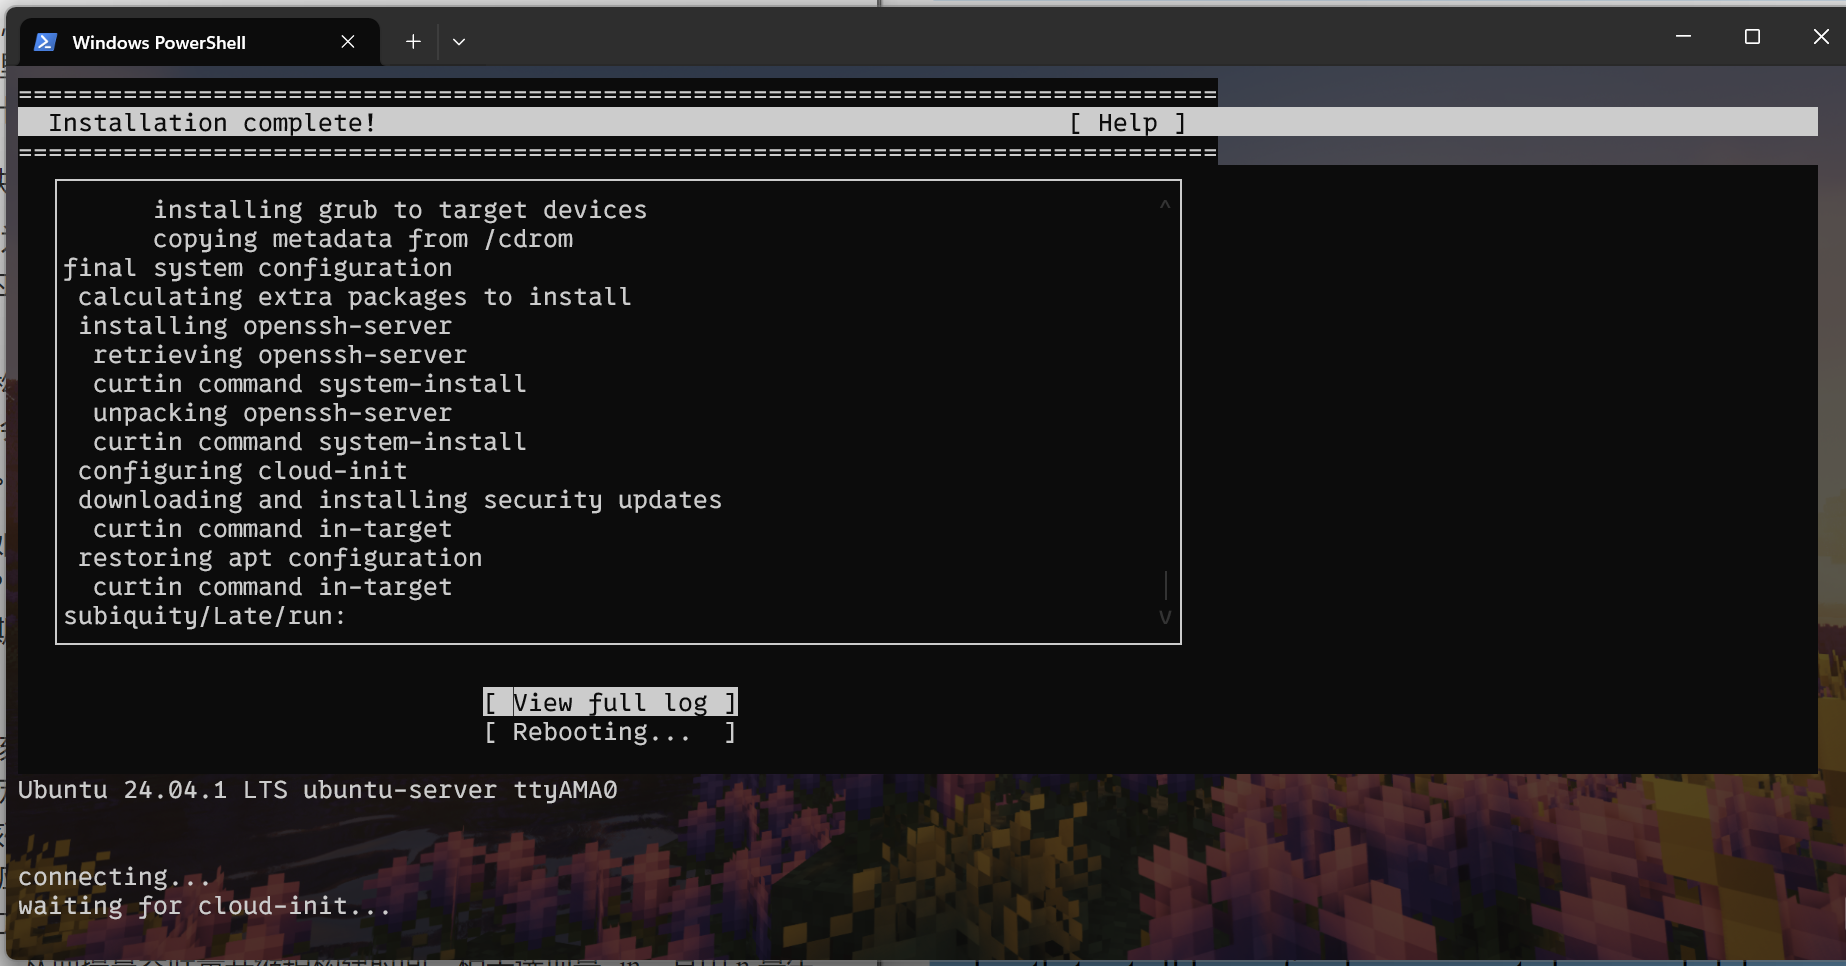 Windows PowerShell
================================================================================
Installation complete! [ Help ]
================================================================================
installing grub to target devices
copying metadata from /cdrom
final system configuration
calculating extra packages to install
installing openssh-server
retrieving openssh-server
curtin command system-install
unpacking openssh-server
curtin command system-install
configuring cloud-init
downloading and installing security updates
curtin command in-target
restoring apt configuration
curtin command in-target
subiquity/Late/run:
[ View full log ]
[ Rebooting... ]
Ubuntu 24.04.1 LTS ubuntu-server ttyAMA0
connecting...
waiting for cloud-init...